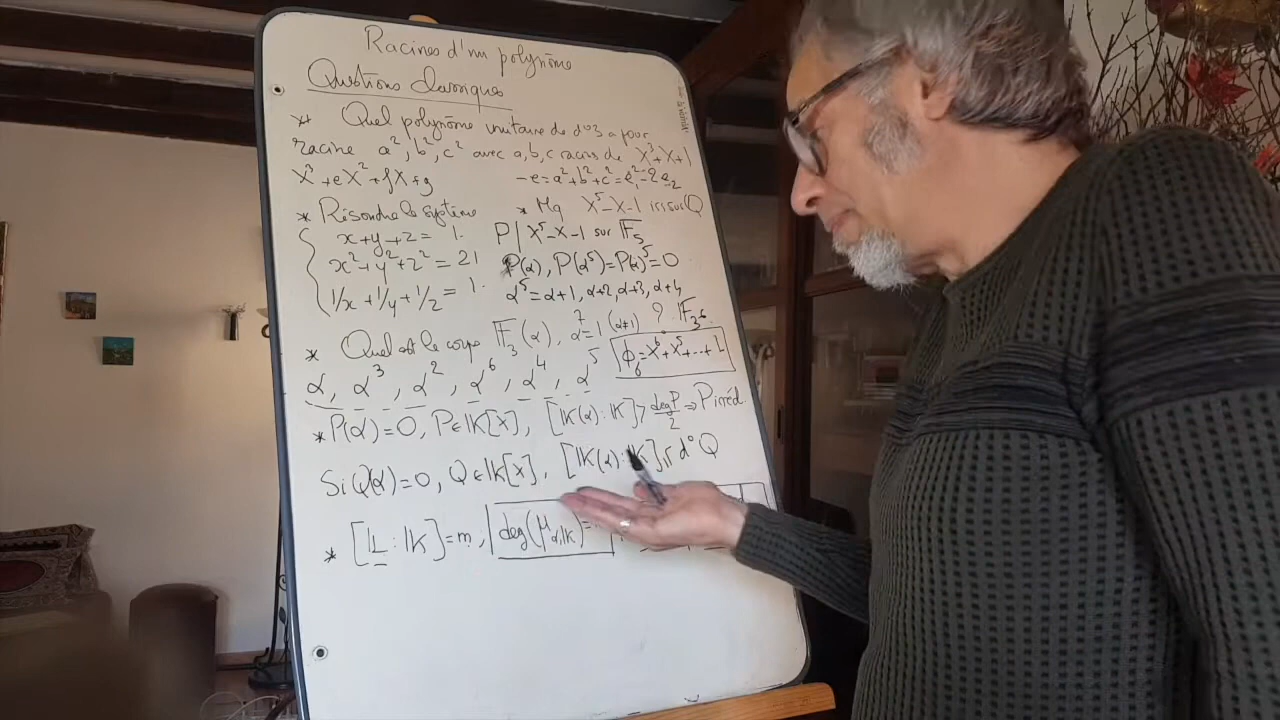 Racines d'un polynôme
Questions classiques
* Quel polynôme unitaire de d°3 a pour
racine a², b², c² avec a, b, c racines de X³+X+1
X³+eX²+fX+g
-e=a²+b²+c²=e₁²-2e₂
* Résoudre le système
x+y+z = 1.
x²+y²+z² = 21
1/x+1/y+1/z = 1.
* Mq X⁵-X-1 irr sur Q
P | X⁵-X-1 sur F₅
P(α), P(α⁵)=P(α)⁵=0
α⁵=α+1, α+2, α+3, α+4
* Quel est le corps F₃(α), α⁷=1 (α≠1) ? F₃⁶.
ϕ₆=X⁶+X⁵+--+1
α, α³, α², α⁶, α⁴, α⁵
* P(α)=0, P∈K[X], [K(α):K]>degP/2 ⇒ P irréd.
Si Q(α)=0, Q∈K[X], [K(α):K]≤d°Q
* [L:K]=m, deg(μα,K)=